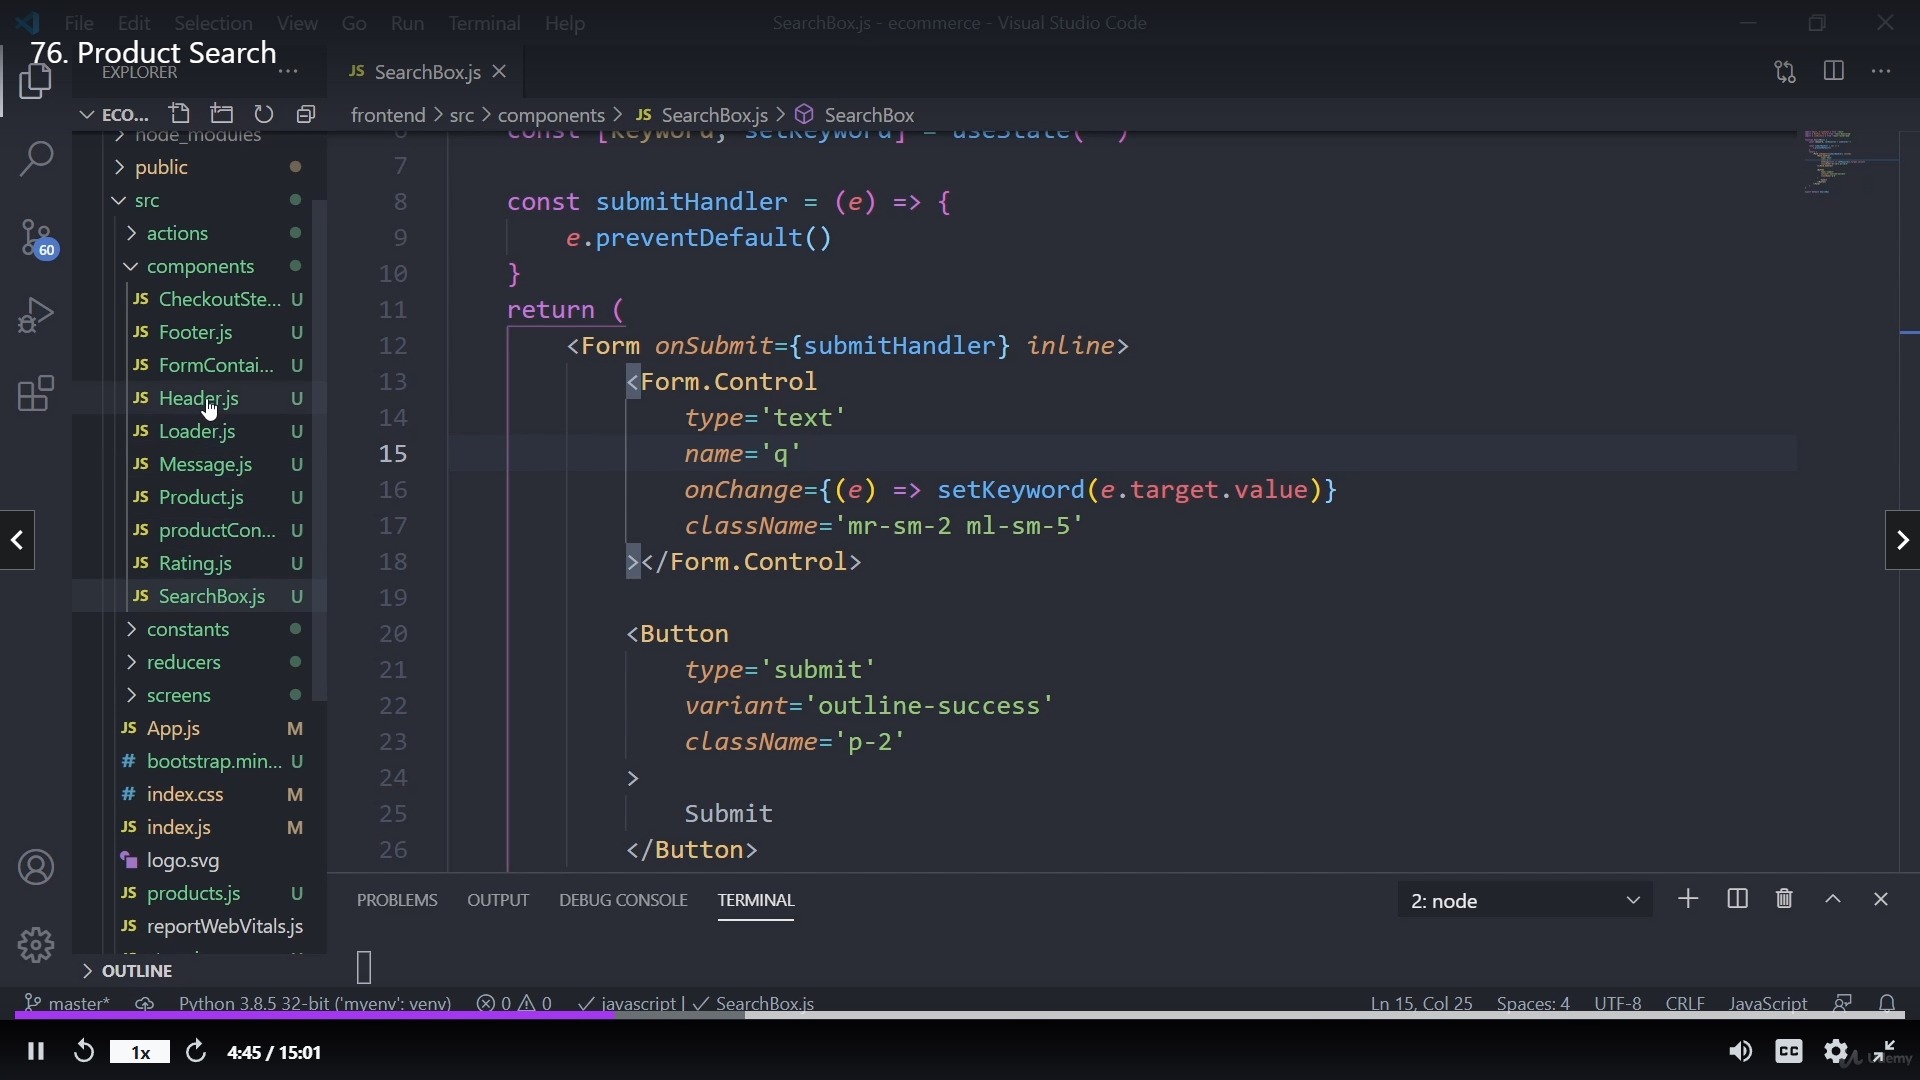 File Edit Selection View Go Run Terminal Help
SearchBox.js - ecommerce - Visual Studio Code
76. Product Search
EXPLORER
SearchBox.js
ECO...
frontend > src > components > JS SearchBox.js > SearchBox
node_modules
public
src
actions
components
JS CheckoutSte... U
JS Footer.js U
JS FormContai... U
JS Header.js U
JS Loader.js U
JS Message.js U
JS Product.js U
JS productCon... U
JS Rating.js U
JS SearchBox.js U
constants
reducers
screens
JS App.js M
# bootstrap.min... U
# index.css M
JS index.js M
logo.svg
JS products.js U
JS reportWebVitals.js
OUTLINE
60
6 const [keyword, setKeyword] = useState('')
7
8 const submitHandler = (e) => {
9 e.preventDefault()
10 }
11 return (
12 <Form onSubmit={submitHandler} inline>
13 <Form.Control
14 type='text'
15 name='q'
16 onChange={(e) => setKeyword(e.target.value)}
17 className='mr-sm-2 ml-sm-5'
18 ></Form.Control>
19
20 <Button
21 type='submit'
22 variant='outline-success'
23 className='p-2'
24 >
25 Submit
26 </Button>
PROBLEMS OUTPUT DEBUG CONSOLE TERMINAL
2: node
master* Python 3.8.5 32-bit ('myenv': venv) 0 0 javascript | SearchBox.js
Ln 15, Col 25 Spaces: 4 UTF-8 CRLF JavaScript
1x 4:45 / 15:01
CC
Udemy